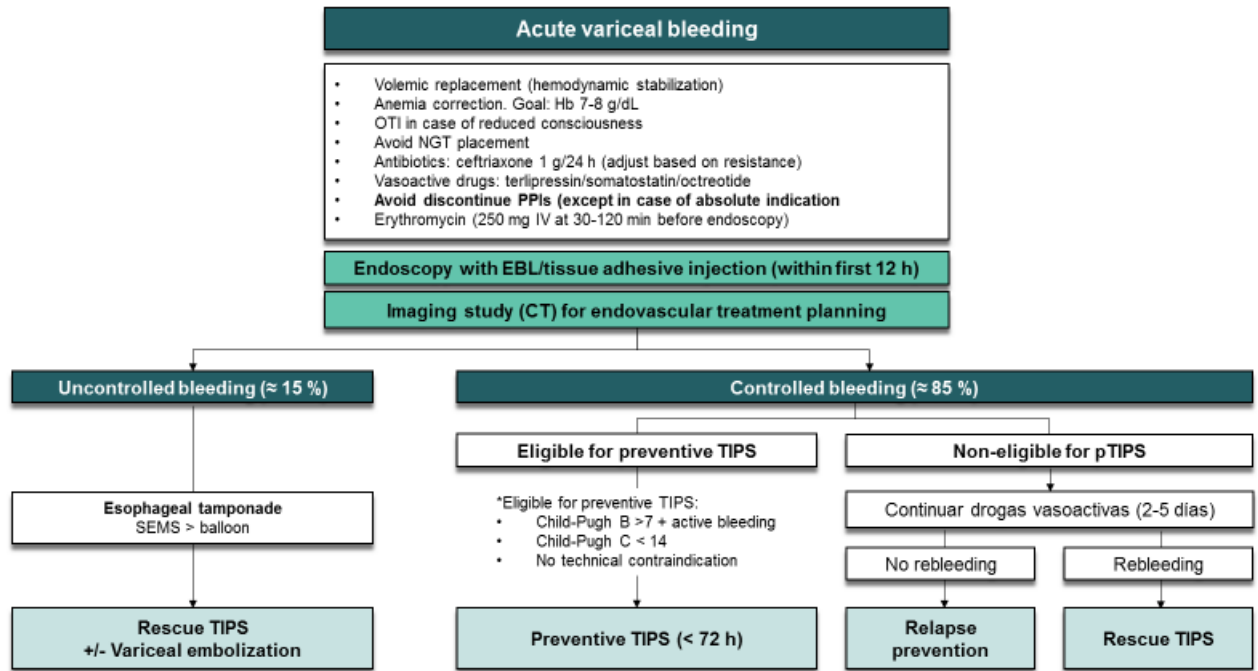 Acute variceal bleeding
• Volemic replacement (hemodynamic stabilization)
• Anemia correction. Goal: Hb 7-8 g/dL
• OTI in case of reduced consciousness
• Avoid NGT placement
• Antibiotics: ceftriaxone 1 g/24 h (adjust based on resistance)
• Vasoactive drugs: terlipressin/somatostatin/octreotide
• Avoid discontinue PPIs (except in case of absolute indication
• Erythromycin (250 mg IV at 30-120 min before endoscopy)
Endoscopy with EBL/tissue adhesive injection (within first 12 h)
Imaging study (CT) for endovascular treatment planning
Uncontrolled bleeding (≈ 15 %)
Controlled bleeding (≈ 85 %)
Eligible for preventive TIPS
Non-eligible for pTIPS
Esophageal tamponade
SEMS > balloon
*Eligible for preventive TIPS:
• Child-Pugh B >7 + active bleeding
• Child-Pugh C < 14
• No technical contraindication
Continuar drogas vasoactivas (2-5 días)
No rebleeding
Rebleeding
Rescue TIPS
+/- Variceal embolization
Preventive TIPS (< 72 h)
Relapse
prevention
Rescue TIPS